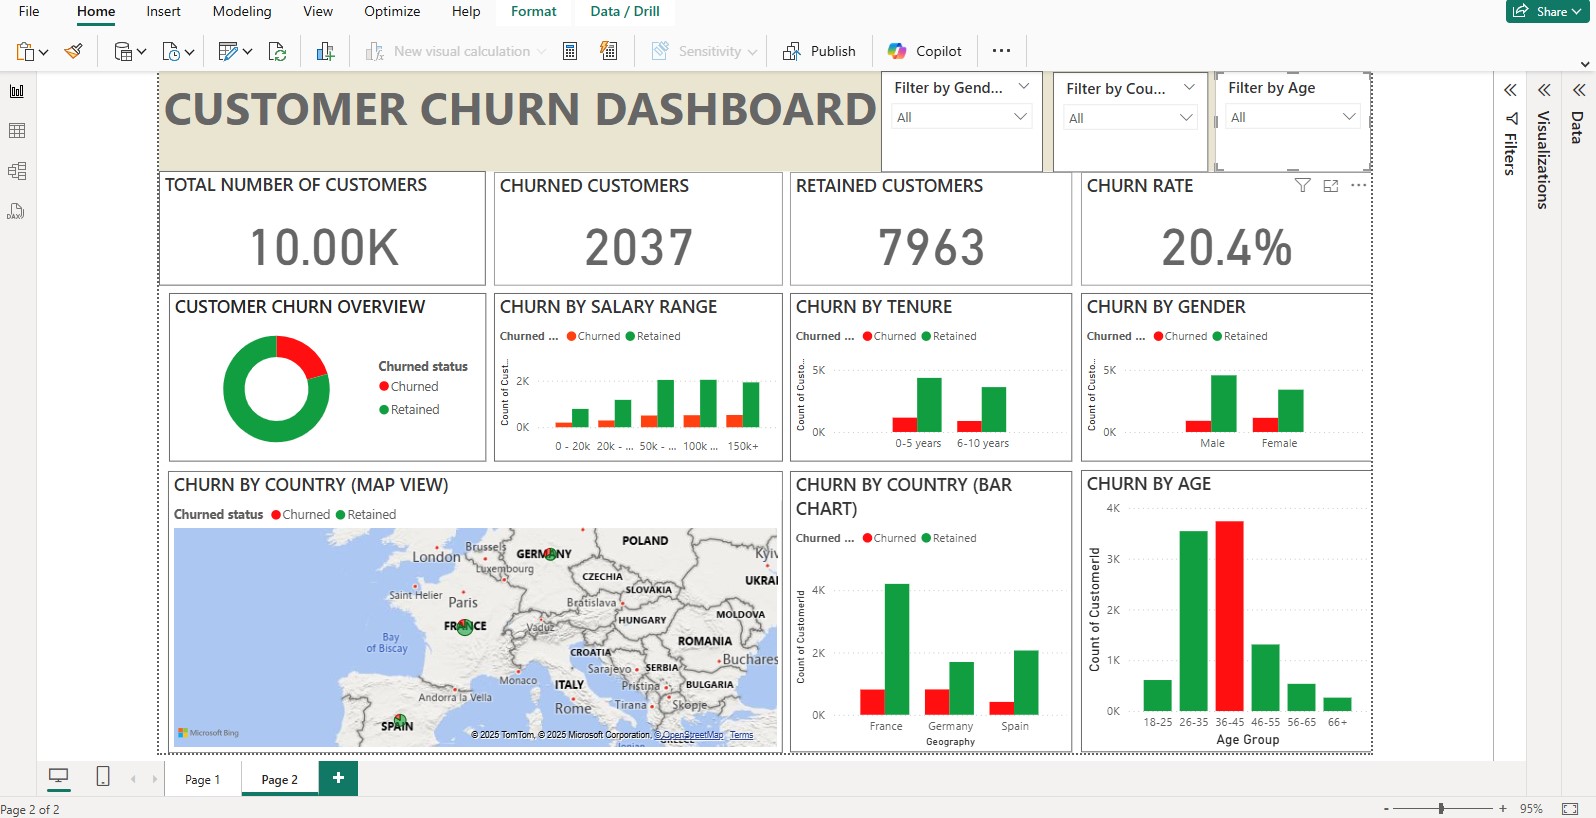 File Home Insert Modeling View Optimize Help Format Data / Drill Share
New visual calculation Sensitivity Publish Copilot ...
CUSTOMER CHURN DASHBOARD
Filter by Gend...
All
Filter by Cou...
All
Filter by Age
All
Filters
Visualizations
Data
DAX
TOTAL NUMBER OF CUSTOMERS
10.00K
CHURNED CUSTOMERS
2037
RETAINED CUSTOMERS
7963
CHURN RATE
20.4%
CUSTOMER CHURN OVERVIEW
Churned status
Churned
Retained
CHURN BY SALARY RANGE
Churned ... Churned Retained
Count of Cust...
2K
0K
0 - 20k 20k - ... 50k - ... 100k ... 150k+
CHURN BY TENURE
Churned ... Churned Retained
Count of Custo...
5K
0K
0-5 years 6-10 years
CHURN BY GENDER
Churned ... Churned Retained
Count of Custo...
5K
0K
Male Female
CHURN BY COUNTRY (MAP VIEW)
Churned status Churned Retained
POLAND
London
Brussels
GERMANY
Kyiv
Luxembourg
CZECHIA
UKRAI
SLOVAKIA
Saint Helier
Paris
Bratislava
MOLDOVA
FRANCE
Vaduz
HUNGARY
Bay
of Biscay
ROMANIA
CROATIA
Sarajevo
SERBIA
Buchares
Monaco
ITALY
Pristina
BULGARIA
Andorra la Vella
Rome
Tirana
Skopje
SPAIN
GREECE
Microsoft Bing
© 2025 TomTom, © 2025 Microsoft Corporation, © OpenStreetMap Terms
CHURN BY COUNTRY (BAR
CHART)
Churned ... Churned Retained
Count of CustomerId
4K
2K
0K
France Germany Spain
Geography
CHURN BY AGE
Count of CustomerId
4K
3K
2K
1K
0K
18-25 26-35 36-45 46-55 56-65 66+
Age Group
Page 1 Page 2 +
Page 2 of 2
- + 95%